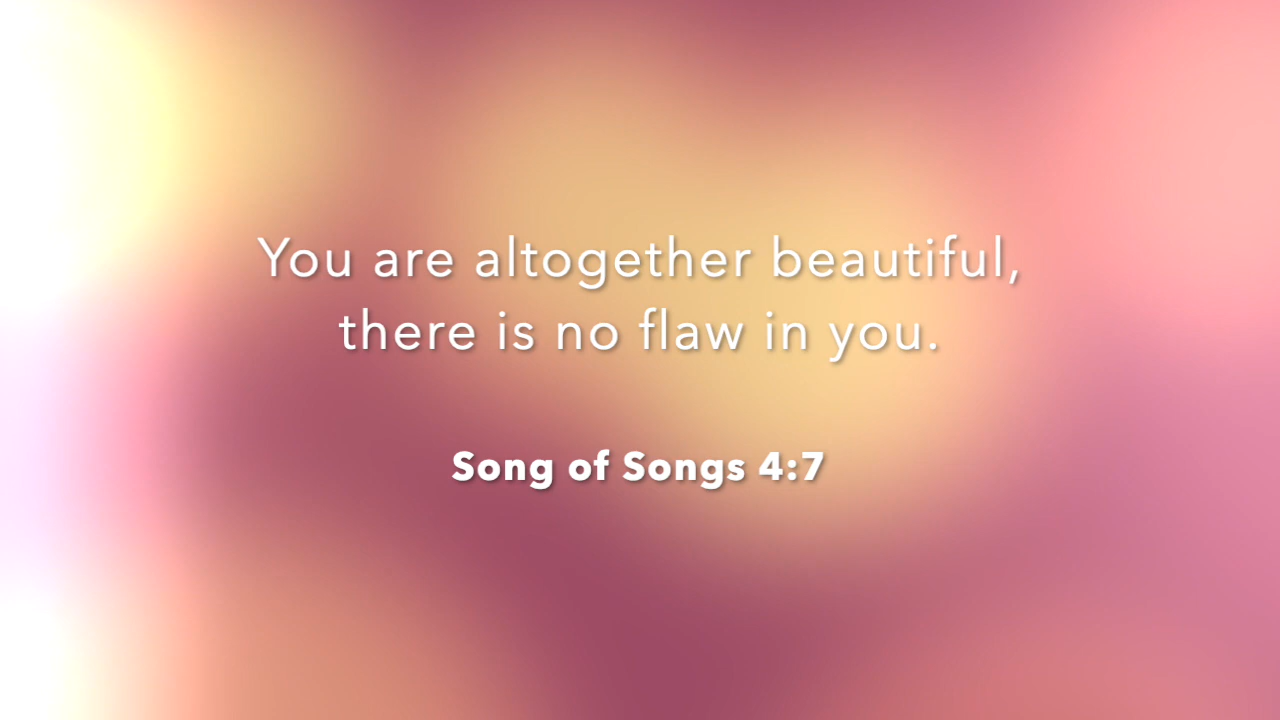 You are altogether beautiful,
there is no flaw in you.
Song of Songs 4:7